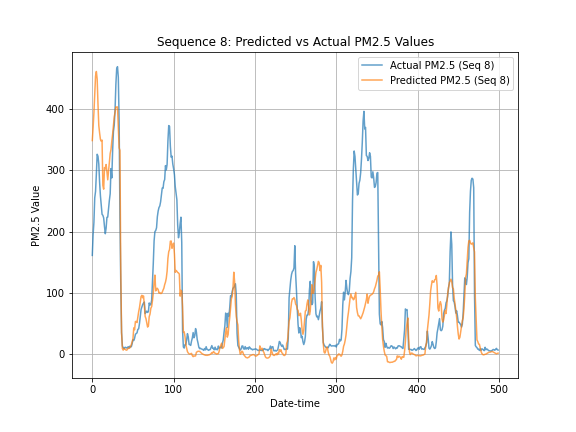 Sequence 8: Predicted vs Actual PM2.5 Values
Actual PM2.5 (Seq 8)
Predicted PM2.5 (Seq 8)
PM2.5 Value
400
300
200
100
0
0 100 200 300 400 500
Date-time